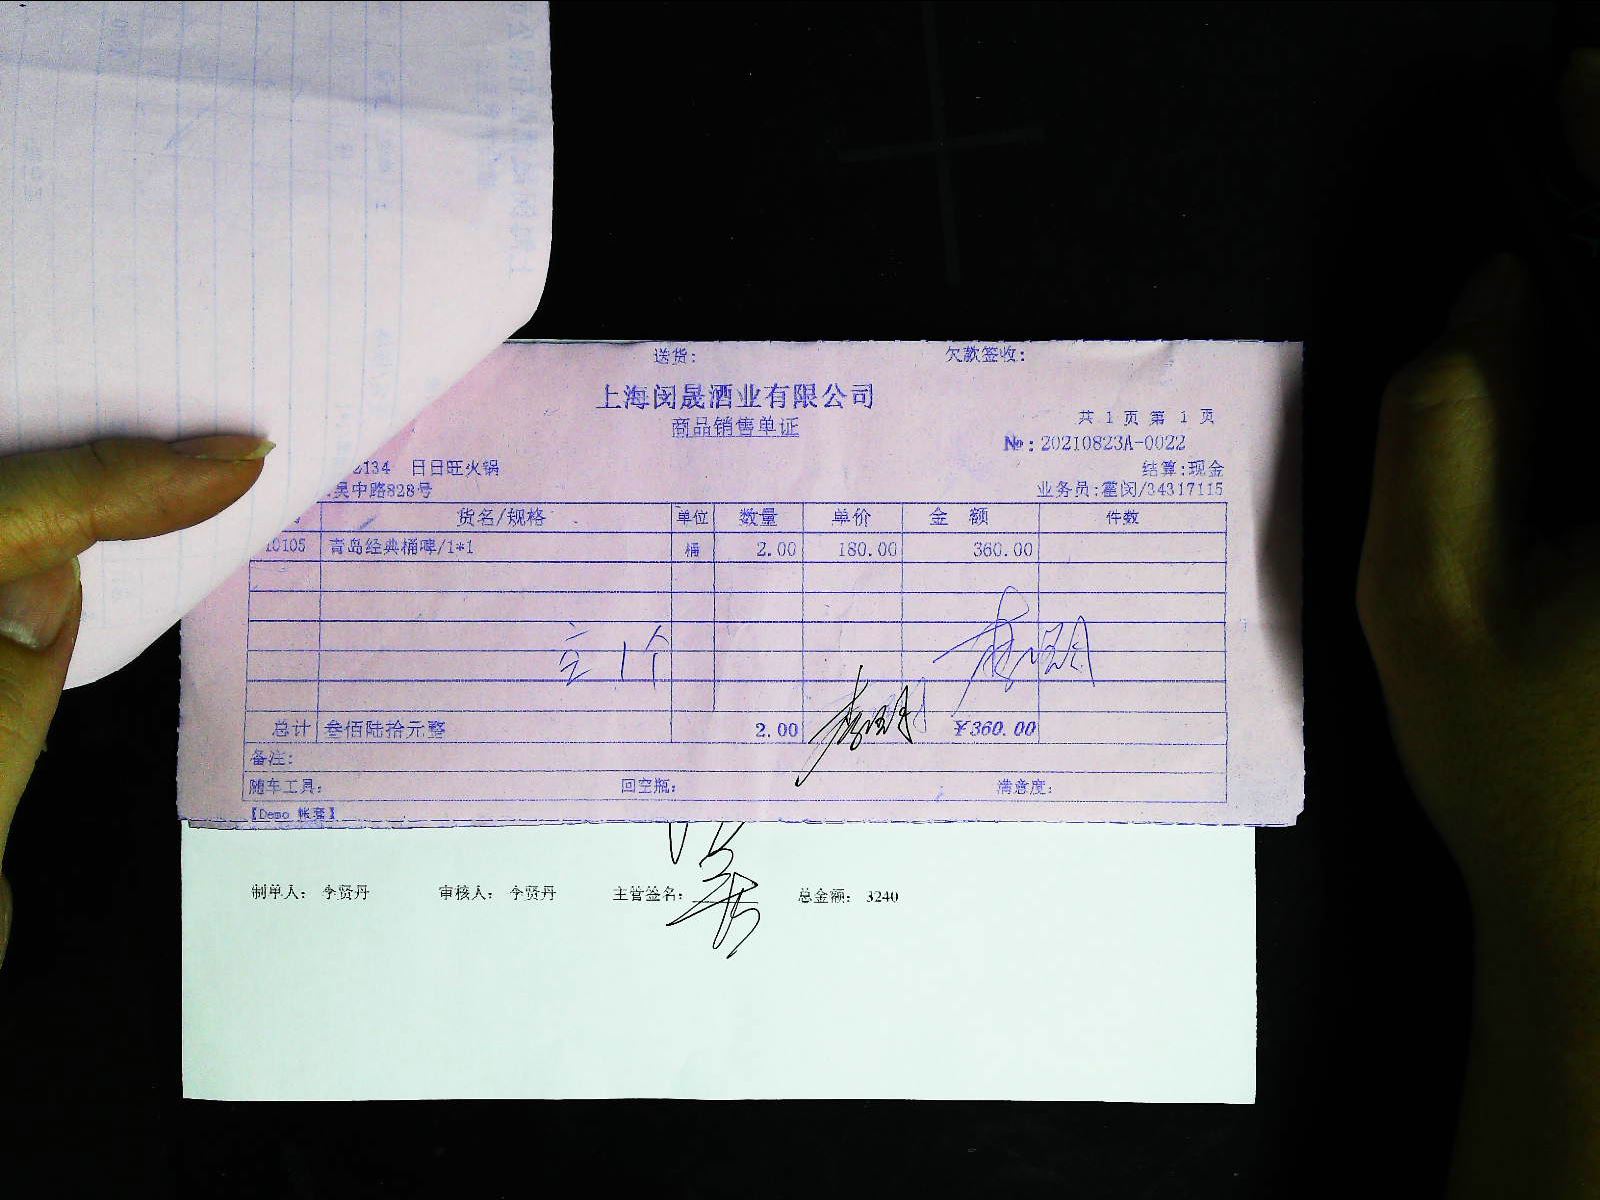 送货: 欠款签收:
上海闵晟酒业有限公司
商品销售单证
共 1 页 第 1 页
№:20210823A-0022
2134 日日旺火锅 结算:现金
吴中路828号 业务员:霍闵/34317115
货名/规格 单位 数量 单价 金 额 件数
10105 青岛经典桶啤/1*1 桶 2.00 180.00 360.00
1个
总计 叁佰陆拾元整 2.00 ￥360.00
备注:
随车工具: 回空瓶: 满意度:
【Demo 帐套】
制单人: 李贤丹 审核人: 李贤丹 主管签名: 总金额: 3240